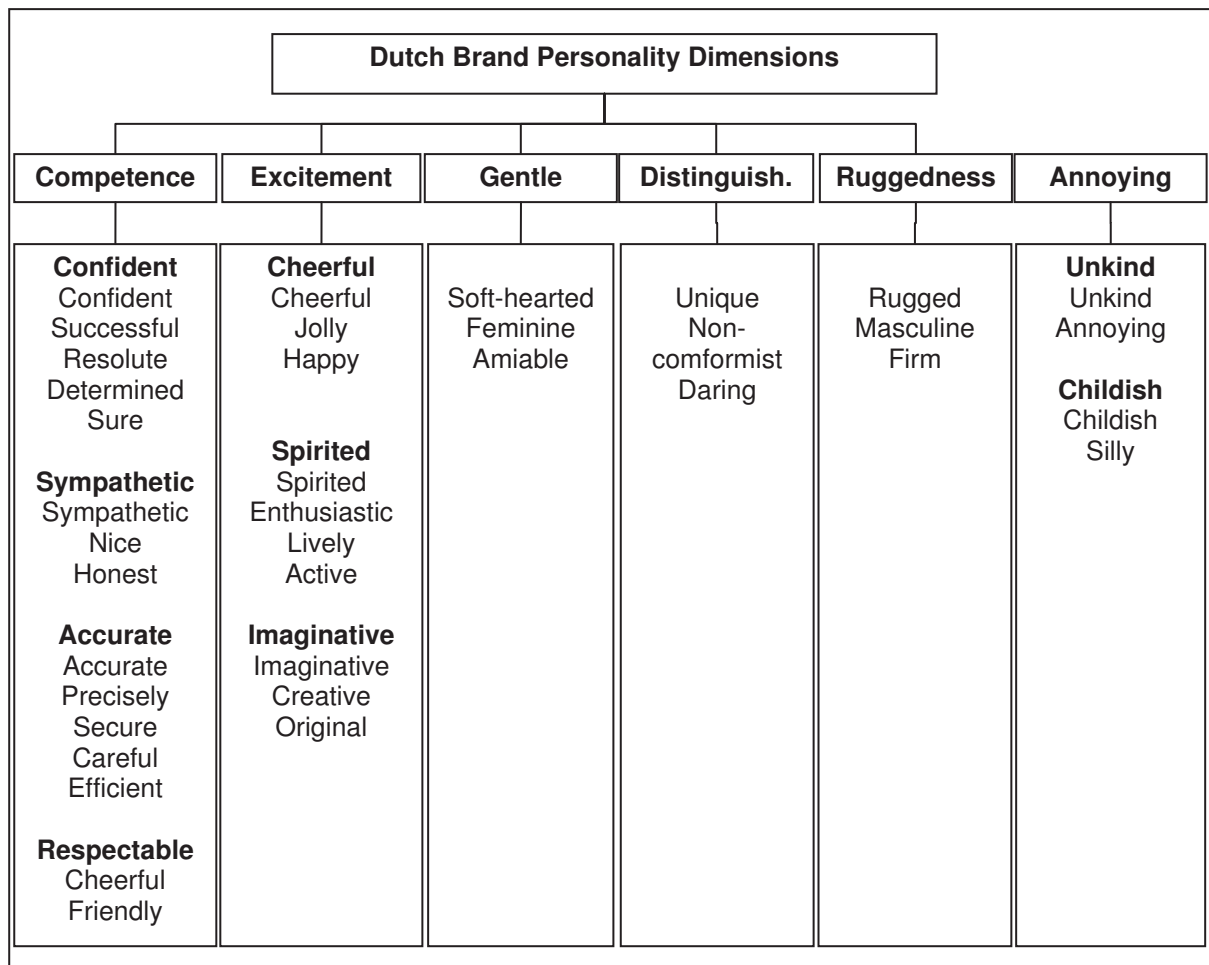 Dutch Brand Personality Dimensions
Competence
Excitement
Gentle
Distinguish.
Ruggedness
Annoying
Confident
Confident
Successful
Resolute
Determined
Sure
Sympathetic
Sympathetic
Nice
Honest
Accurate
Accurate
Precisely
Secure
Careful
Efficient
Respectable
Cheerful
Friendly
Cheerful
Cheerful
Jolly
Happy
Spirited
Spirited
Enthusiastic
Lively
Active
Imaginative
Imaginative
Creative
Original
Soft-hearted
Feminine
Amiable
Unique
Non-
comformist
Daring
Rugged
Masculine
Firm
Unkind
Unkind
Annoying
Childish
Childish
Silly